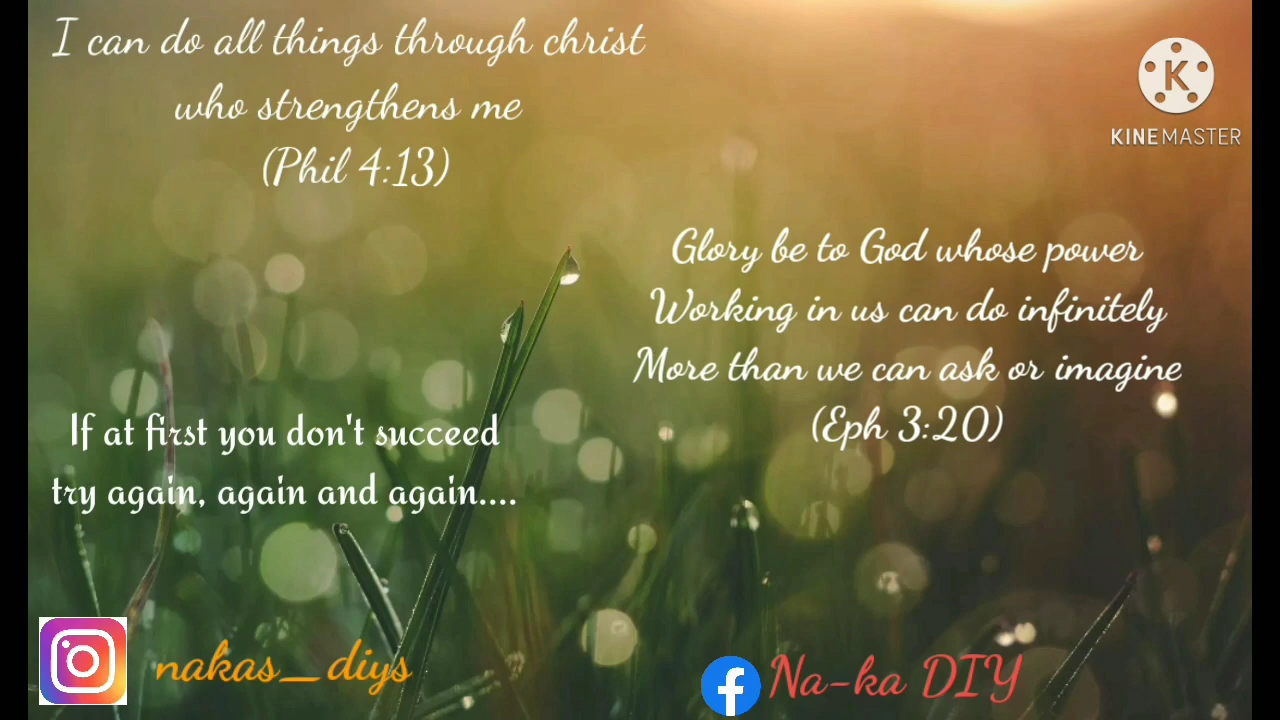 I can do all things through christ
who strengthens me
(Phil 4:13)
K
KINEMASTER
Glory be to God whose power
Working in us can do infinitely
More than we can ask or imagine
(Eph 3:20)
If at first you don't succeed
try again, again and again....
nakas_diys
f Na-ka DIY